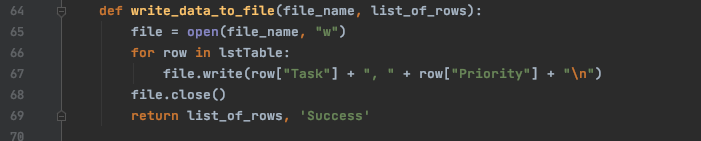 64 def write_data_to_file(file_name, list_of_rows):
65 file = open(file_name, "w")
66 for row in lstTable:
67 file.write(row["Task"] + ", " + row["Priority"] + "\n")
68 file.close()
69 return list_of_rows, 'Success'
70